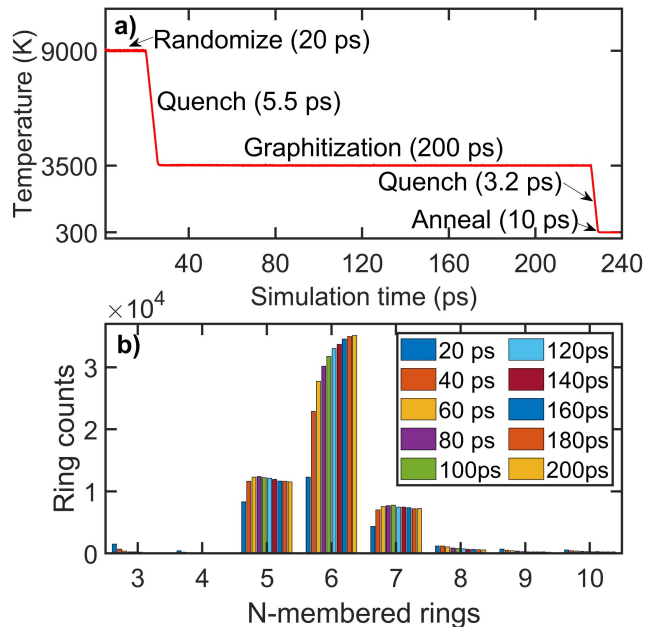 a)
Randomize (20 ps)
9000
Quench (5.5 ps)
Temperature (K)
Graphitization (200 ps)
3500
Quench (3.2 ps)
Anneal (10 ps)
300
40 80 120 160 200 240
Simulation time (ps)
×10⁴
b)
20 ps 120ps
40 ps 140ps
60 ps 160ps
80 ps 180ps
100ps 200ps
3
2
1
0
Ring counts
3 4 5 6 7 8 9 10
N-membered rings